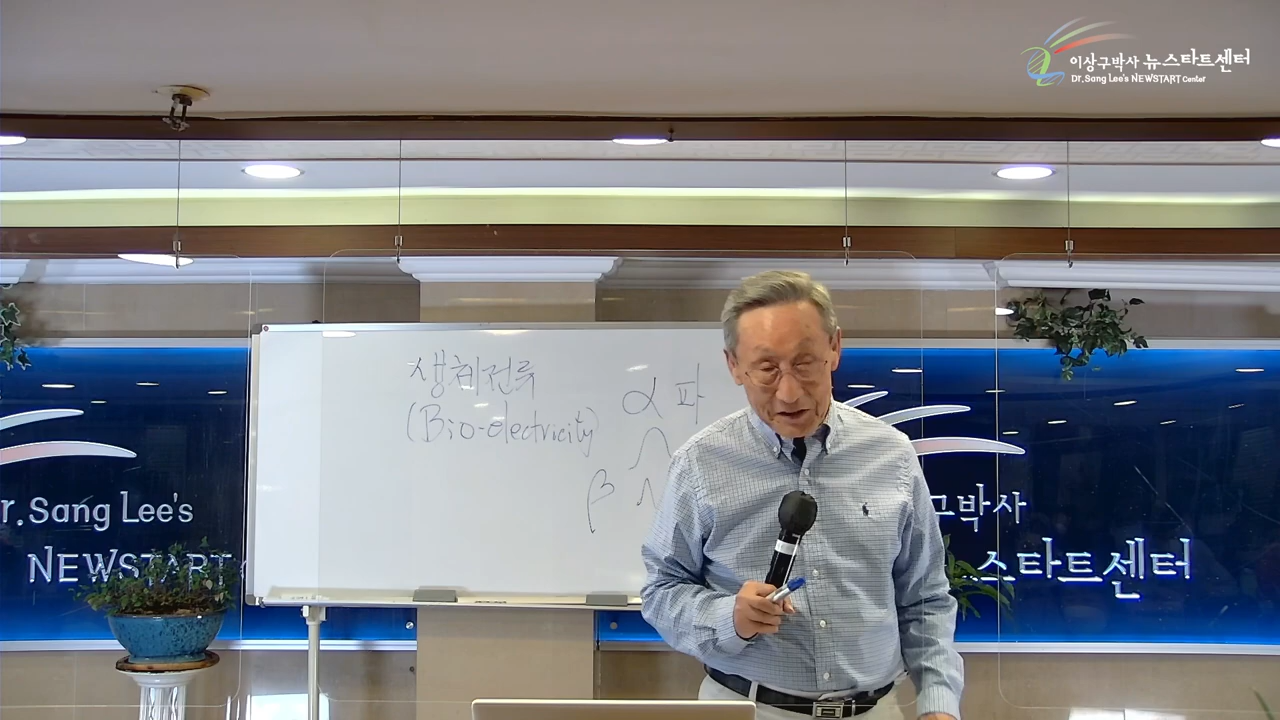 이상구박사 뉴스타트센터
Dr. Sang Lee's NEWSTART Center
생체전류
(Bio-electricity)
α 파
β
r. Sang Lee's
NEWSTART
구박사
스타트센터